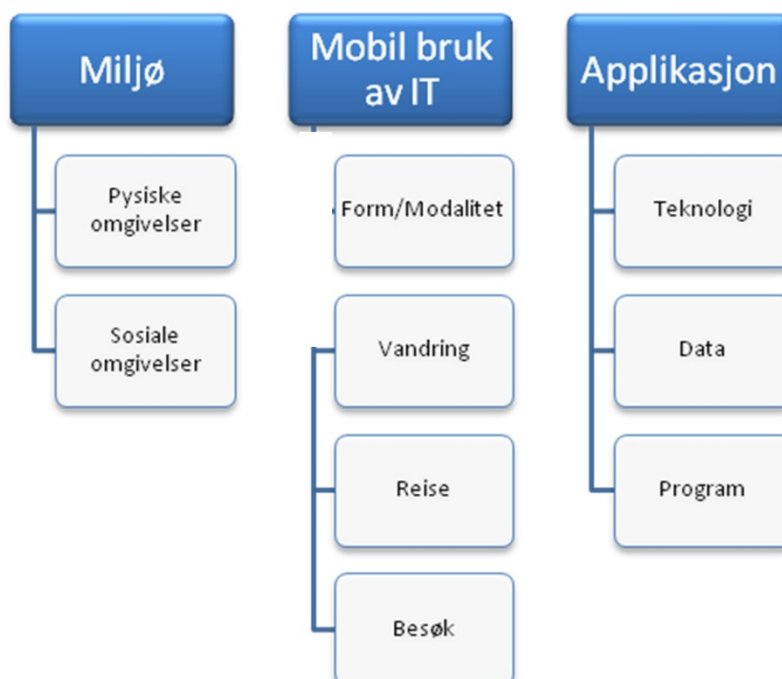 Miljø
Pysiske
omgivelser
Sosiale
omgivelser
Mobil bruk
av IT
Form/Modalitet
Vandring
Reise
Besøk
Applikasjon
Teknologi
Data
Program